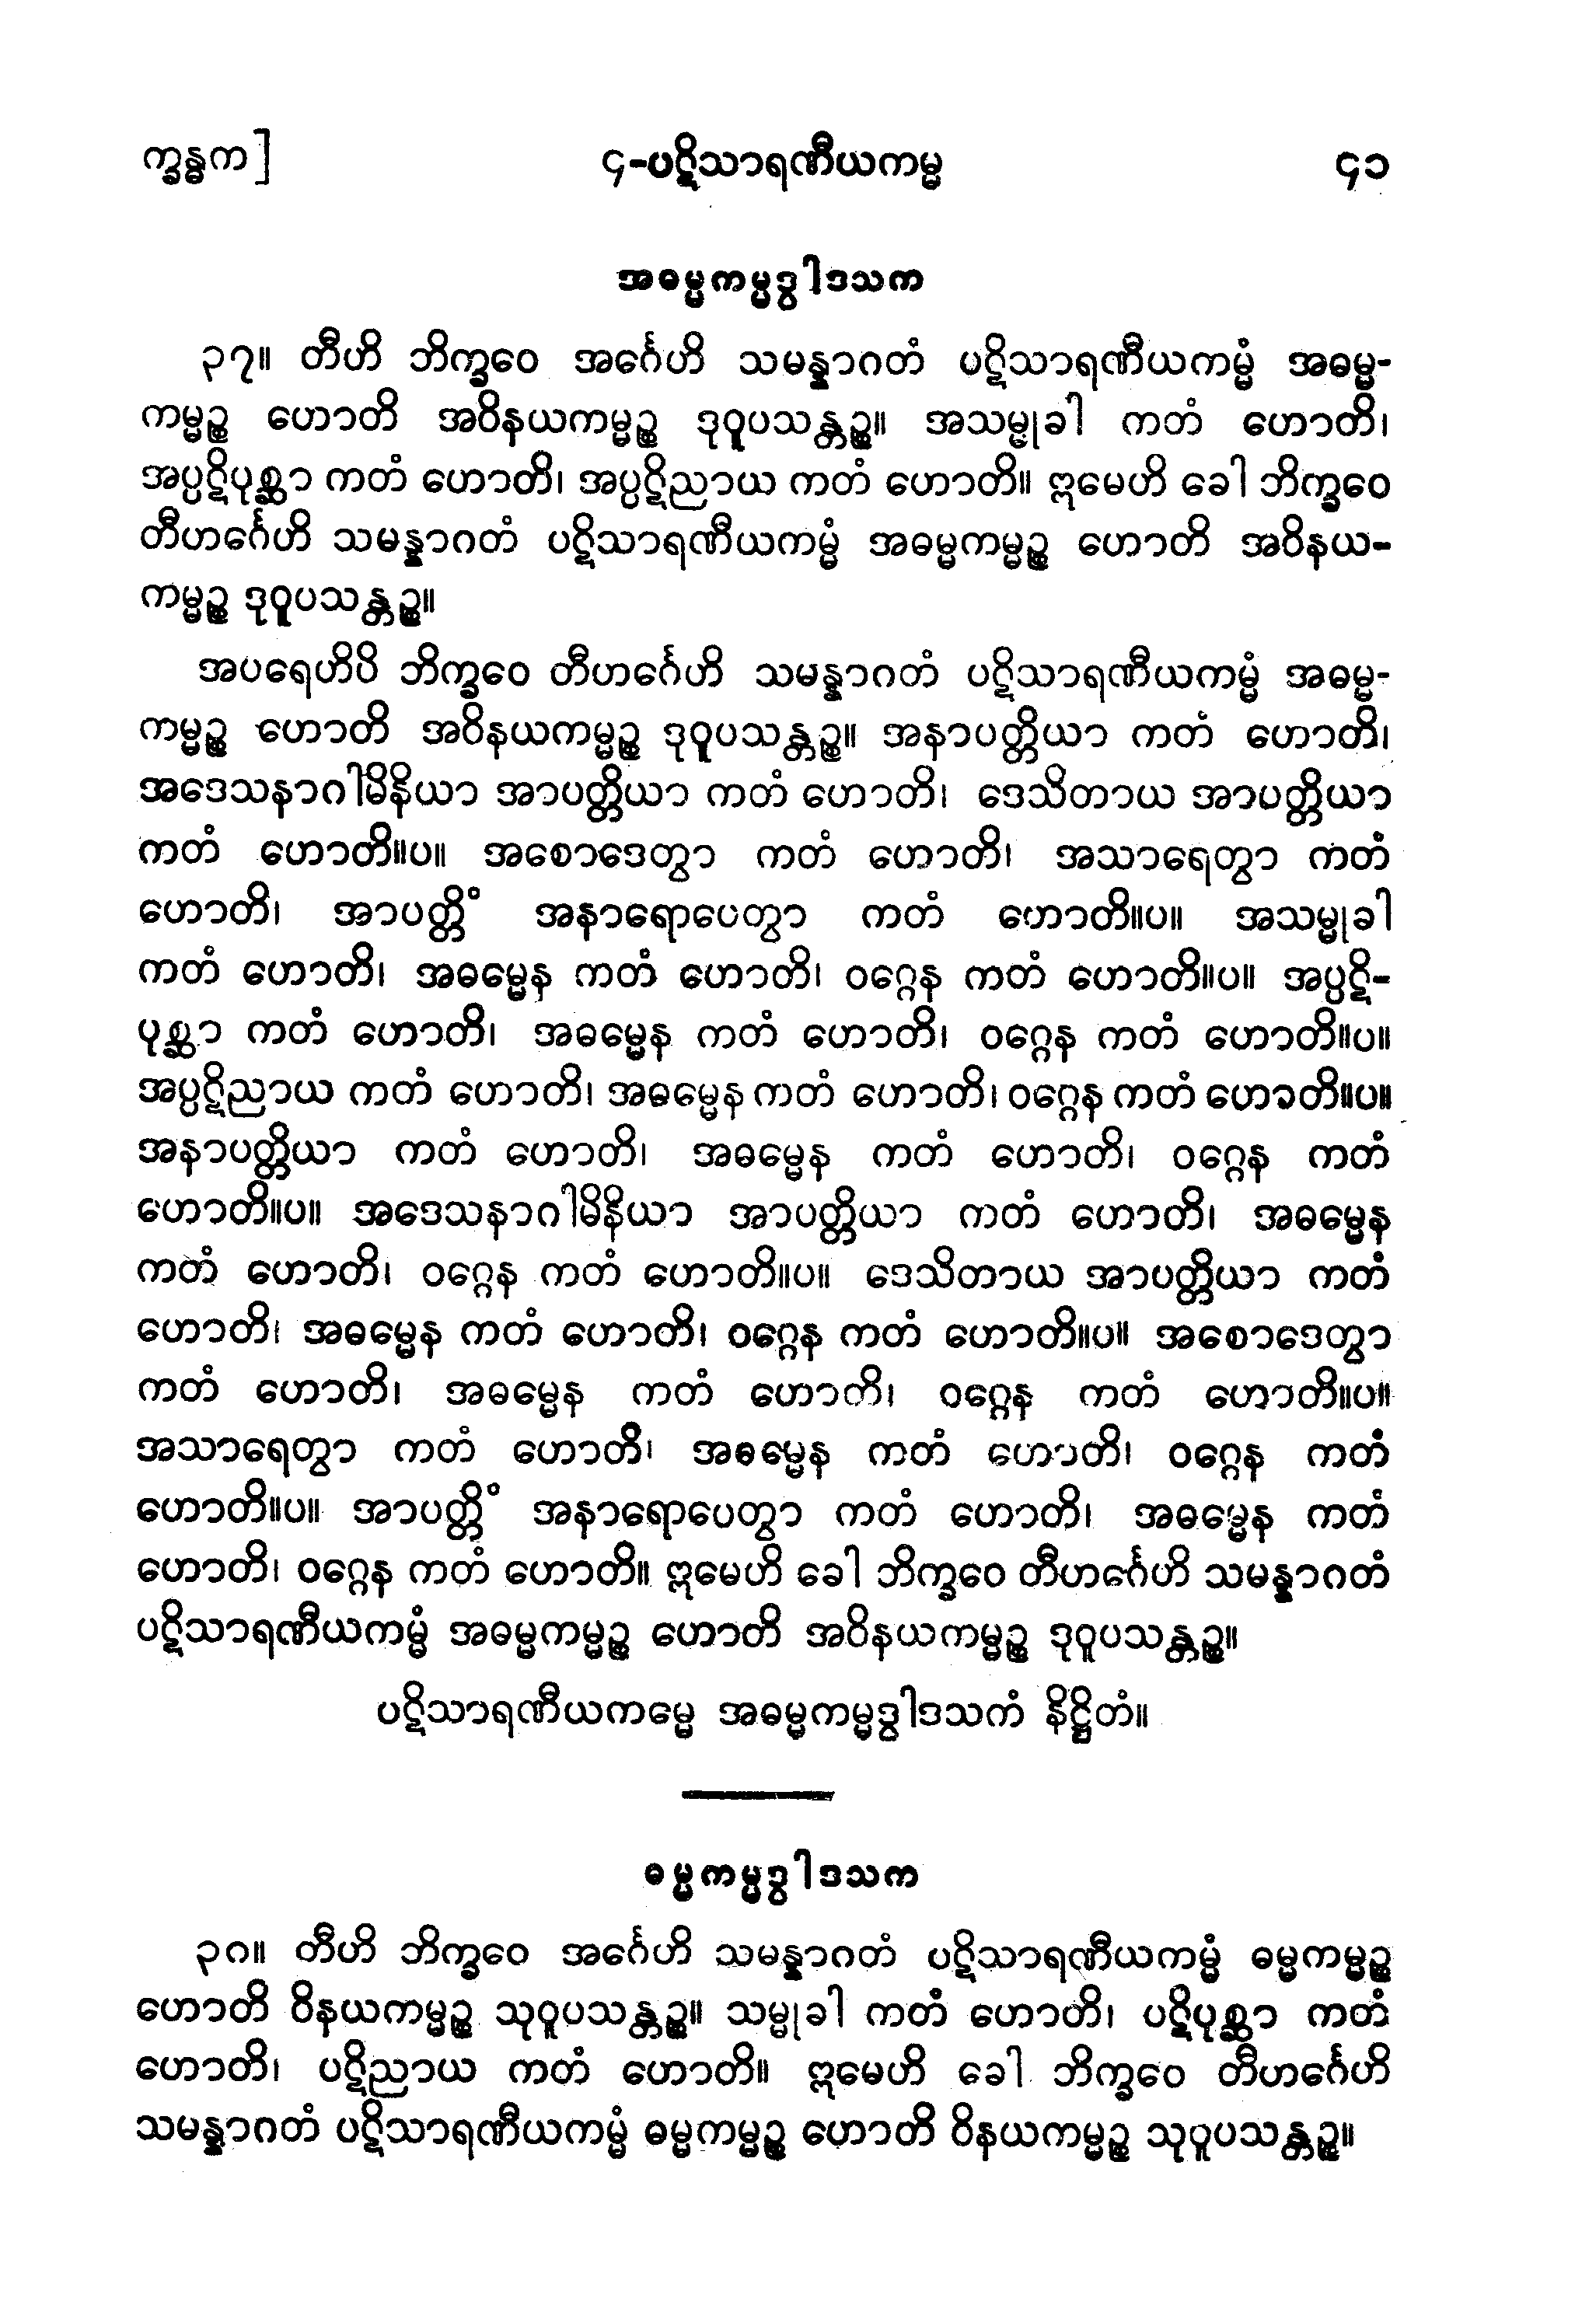 က္ခန္ဓက]
၄-ပဋိသာရဏီယကမ္မ
၄၁
အဓမ္မကမ္မဒွါဒသက
၃၇။ တီဟိ ဘိက္ခဝေ အင်္ဂေဟိ သမန္နာဂတံ ပဋိသာရဏီယကမ္မံ အဓမ္မ-
ကမ္မဉ္စ ဟောတိ အဝိနယကမ္မဉ္စ ဒုဝူပသန္တဉ္စ။ အသမ္မုခါ ကတံ ဟောတိ၊
အပ္ပဋိပုစ္ဆာ ကတံ ဟောတိ၊ အပ္ပဋိညာယ ကတံ ဟောတိ။ ဣမေဟိ ခေါ ဘိက္ခဝေ
တီဟင်္ဂေဟိ သမန္နာဂတံ ပဋိသာရဏီယကမ္မံ အဓမ္မကမ္မဉ္စ ဟောတိ အဝိနယ-
ကမ္မဉ္စ ဒုဝူပသန္တဉ္စ။
အပရေဟိပိ ဘိက္ခဝေ တီဟင်္ဂေဟိ သမန္နာဂတံ ပဋိသာရဏီယကမ္မံ အဓမ္မ-
ကမ္မဉ္စ ဟောတိ အဝိနယကမ္မဉ္စ ဒုဝူပသန္တဉ္စ။ အနာပတ္တိယာ ကတံ ဟောတိ၊
အဒေသနာဂါမိနိယာ အာပတ္တိယာ ကတံ ဟောတိ၊ ဒေသိတာယ အာပတ္တိယာ
ကတံ ဟောတိ။ပ။ အစောဒေတွာ ကတံ ဟောတိ၊ အသာရေတွာ ကတံ
ဟောတိ၊ အာပတ္တိံ အနာရောပေတွာ ကတံ ဟောတိ။ပ။ အသမ္မုခါ
ကတံ ဟောတိ၊ အဓမ္မေန ကတံ ဟောတိ၊ ဝဂ္ဂေန ကတံ ဟောတိ။ပ။ အပ္ပဋိ-
ပုစ္ဆာ ကတံ ဟောတိ၊ အဓမ္မေန ကတံ ဟောတိ၊ ဝဂ္ဂေန ကတံ ဟောတိ။ပ။
အပ္ပဋိညာယ ကတံ ဟောတိ၊ အဓမ္မေန ကတံ ဟောတိ၊ ဝဂ္ဂေန ကတံ ဟောတိ။ပ။
အနာပတ္တိယာ ကတံ ဟောတိ၊ အဓမ္မေန ကတံ ဟောတိ၊ ဝဂ္ဂေန ကတံ
ဟောတိ။ပ။ အဒေသနာဂါမိနိယာ အာပတ္တိယာ ကတံ ဟောတိ၊ အဓမ္မေန
ကတံ ဟောတိ၊ ဝဂ္ဂေန ကတံ ဟောတိ။ပ။ ဒေသိတာယ အာပတ္တိယာ ကတံ
ဟောတိ၊ အဓမ္မေန ကတံ ဟောတိ၊ ဝဂ္ဂေန ကတံ ဟောတိ။ပ။ အစောဒေတွာ
ကတံ ဟောတိ၊ အဓမ္မေန ကတံ ဟောတိ၊ ဝဂ္ဂေန ကတံ ဟောတိ။ပ။
အသာရေတွာ ကတံ ဟောတိ၊ အဓမ္မေန ကတံ ဟောတိ၊ ဝဂ္ဂေန ကတံ
ဟောတိ။ပ။ အာပတ္တိံ အနာရောပေတွာ ကတံ ဟောတိ၊ အဓမ္မေန ကတံ
ဟောတိ၊ ဝဂ္ဂေန ကတံ ဟောတိ။ ဣမေဟိ ခေါ ဘိက္ခဝေ တီဟင်္ဂေဟိ သမန္နာဂတံ
ပဋိသာရဏီယကမ္မံ အဓမ္မကမ္မဉ္စ ဟောတိ အဝိနယကမ္မဉ္စ ဒုဝူပသန္တဉ္စ။
ပဋိသာရဏီယကမ္မေ အဓမ္မကမ္မဒွါဒသကံ နိဋ္ဌိတံ။
ဓမ္မကမ္မဒွါဒသက
၃၈။ တီဟိ ဘိက္ခဝေ အင်္ဂေဟိ သမန္နာဂတံ ပဋိသာရဏီယကမ္မံ ဓမ္မကမ္မဉ္စ
ဟောတိ ဝိနယကမ္မဉ္စ သုဝူပသန္တဉ္စ။ သမ္မုခါ ကတံ ဟောတိ၊ ပဋိပုစ္ဆာ ကတံ
ဟောတိ၊ ပဋိညာယ ကတံ ဟောတိ။ ဣမေဟိ ခေါ ဘိက္ခဝေ တီဟင်္ဂေဟိ
သမန္နာဂတံ ပဋိသာရဏီယကမ္မံ ဓမ္မကမ္မဉ္စ ဟောတိ ဝိနယကမ္မဉ္စ သုဝူပသန္တဉ္စ။